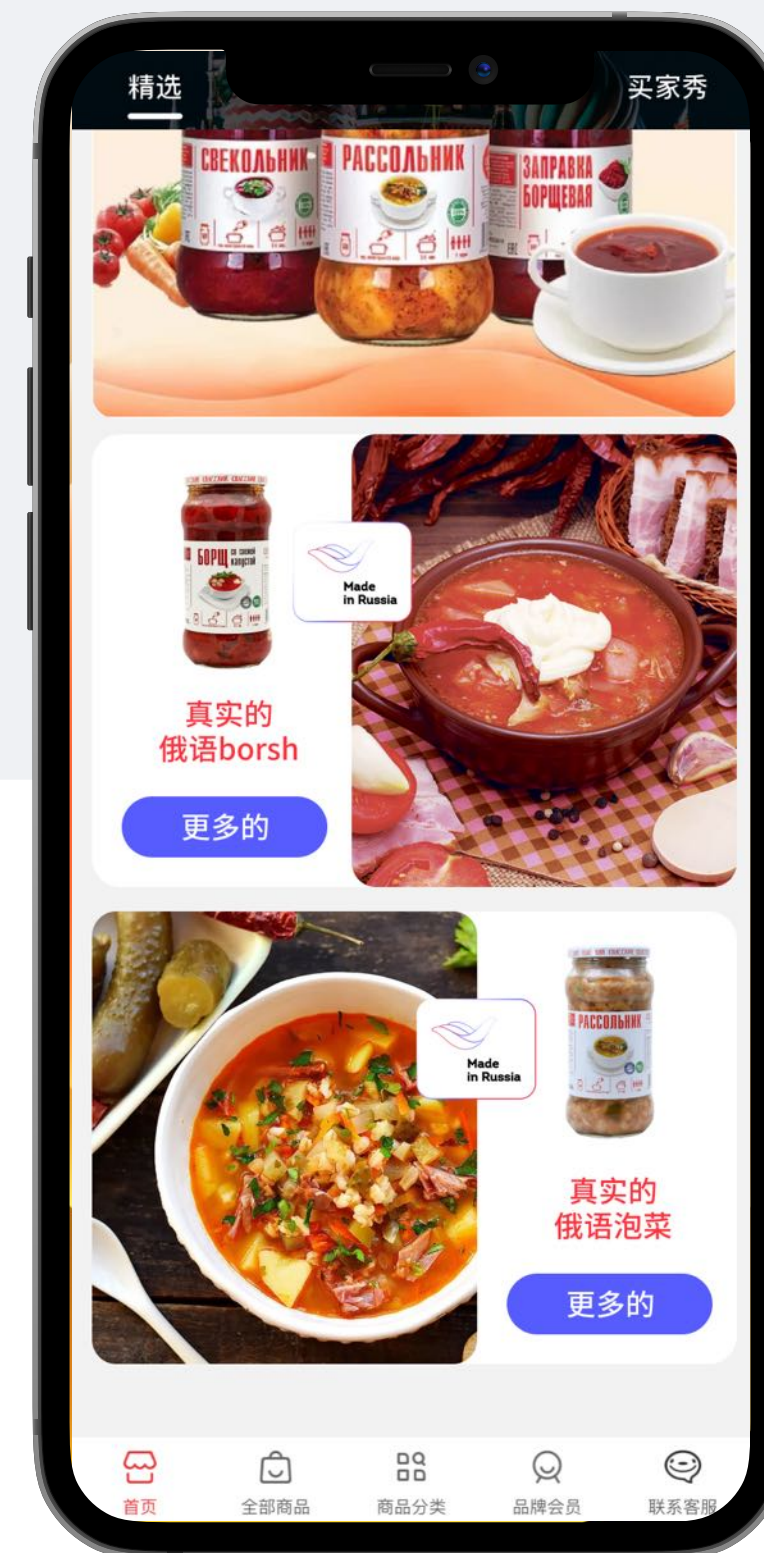 精选
买家秀
СВЕКОЛЬНИК
РАССОЛЬНИК
ЗАПРАВКА
БОРЩЕВАЯ
БОРЩ со свежей
капустой
Made
in Russia
真实的
俄语borsh
更多的
РАССОЛЬНИК
Made
in Russia
真实的
俄语泡菜
更多的
首页
全部商品
商品分类
品牌会员
联系客服